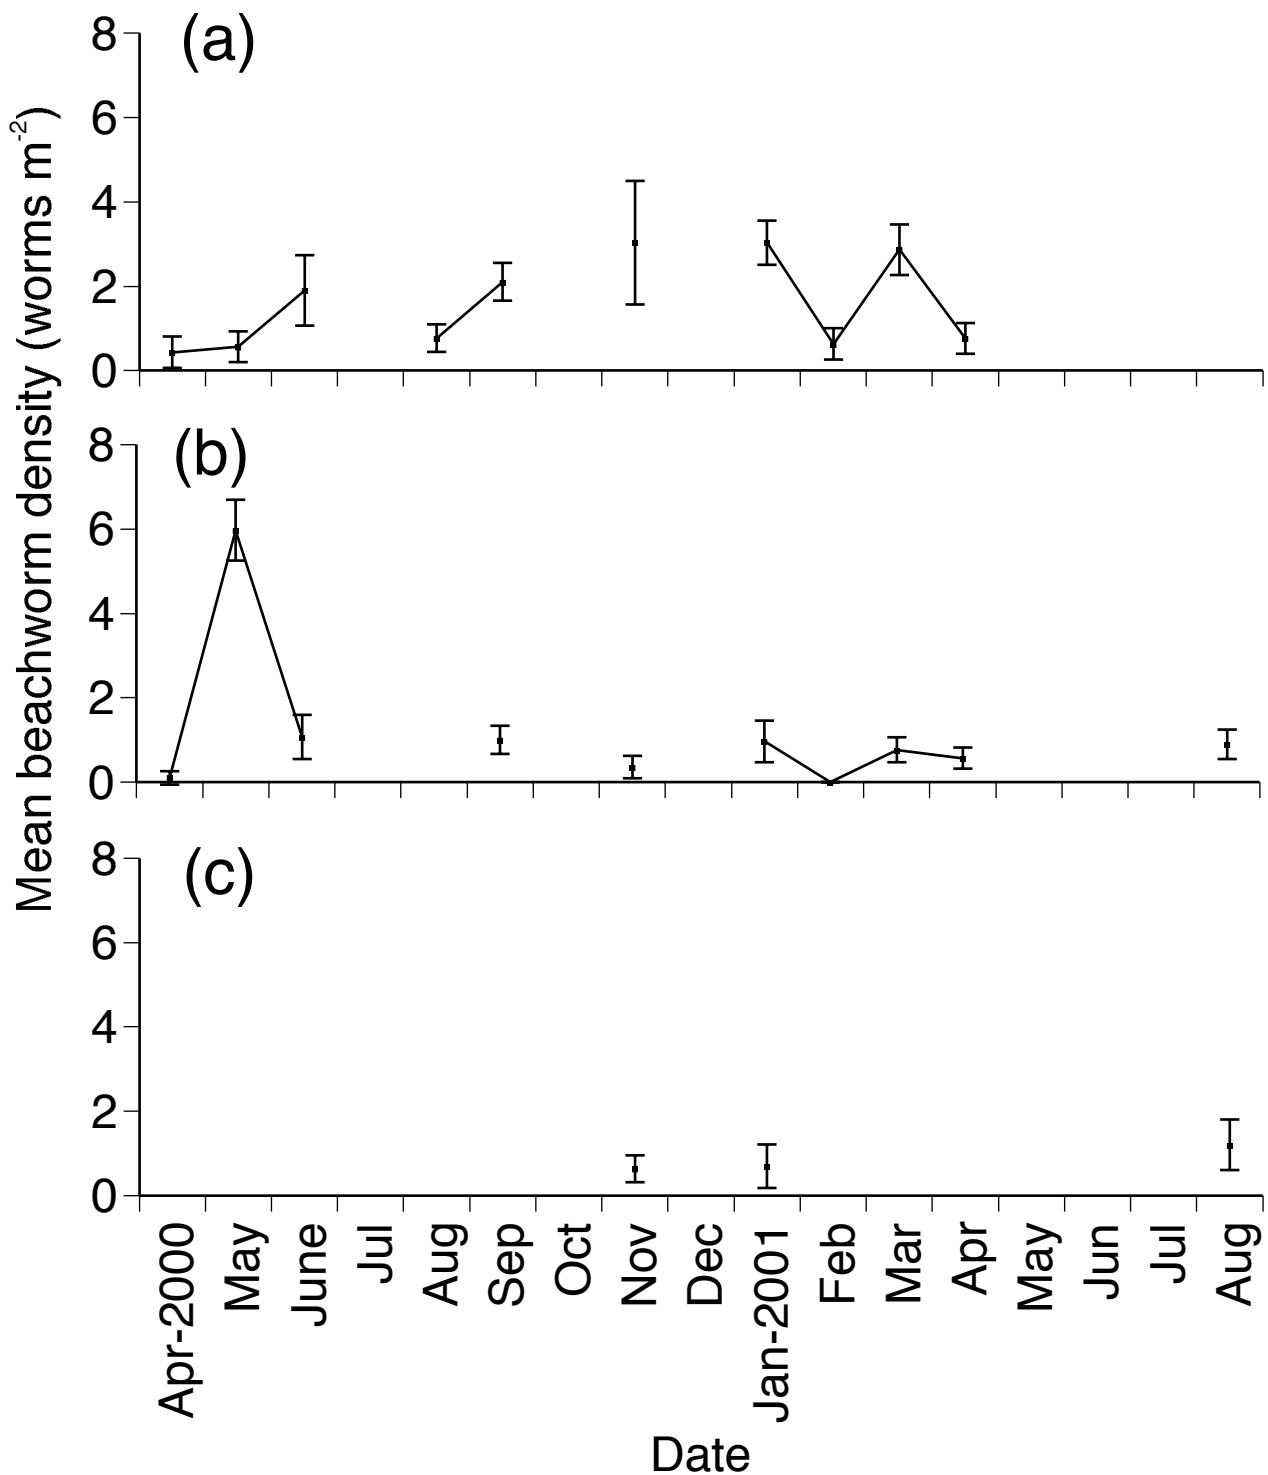 Mean beachworm density (worms m-2)
(a)
8
6
4
2
0
(b)
8
6
4
2
0
(c)
8
6
4
2
0
Apr-2000
May
June
Jul
Aug
Sep
Oct
Nov
Dec
Jan-2001
Feb
Mar
Apr
May
Jun
Jul
Aug
Date